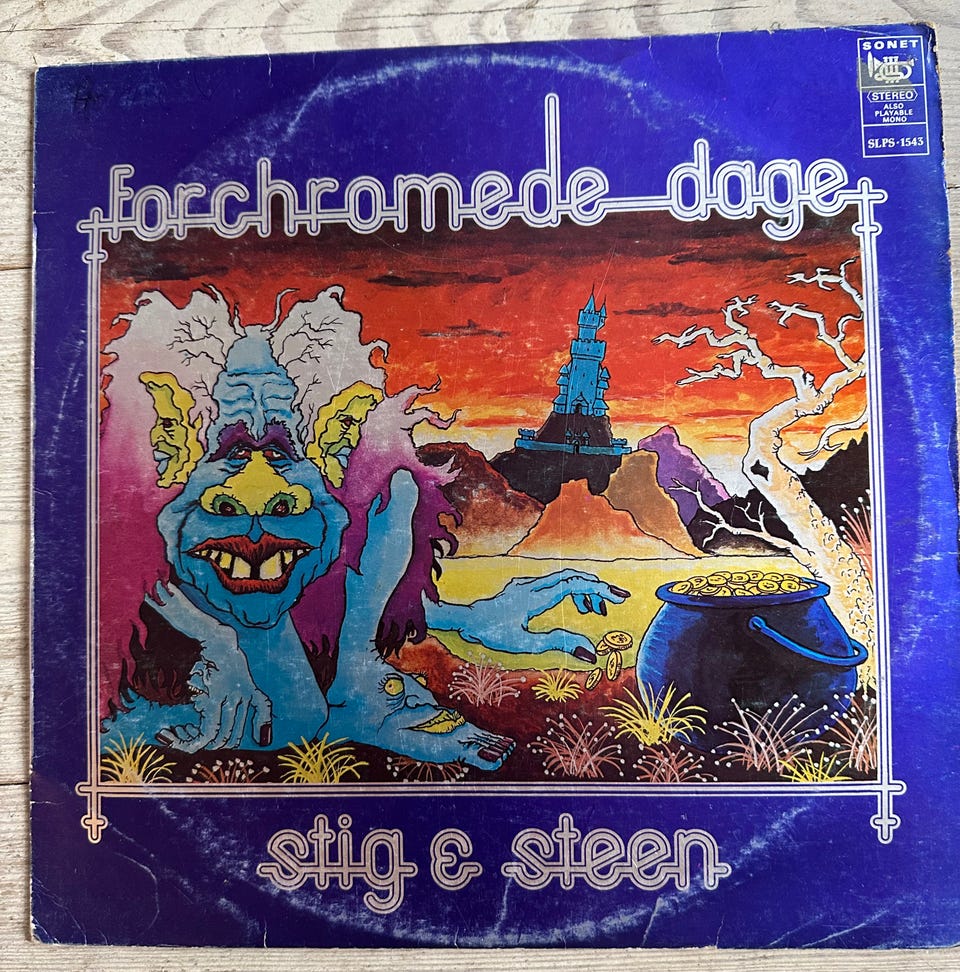 SONET
STEREO
ALSO
PLAYABLE
MONO
SLPS-1543
forchromede dage
stig & steen